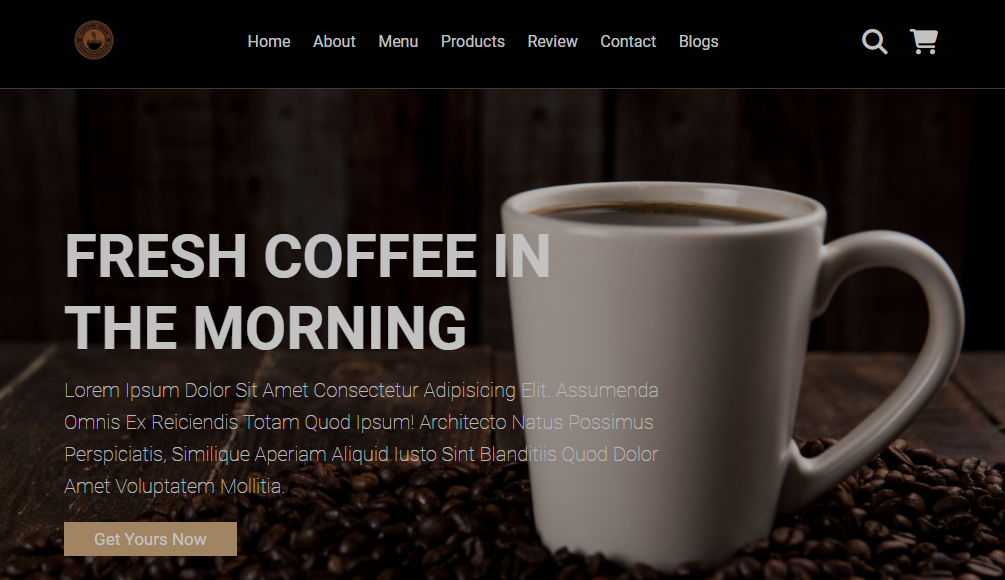 Home About Menu Products Review Contact Blogs
FRESH COFFEE IN
THE MORNING
Lorem Ipsum Dolor Sit Amet Consectetur Adipisicing Elit. Assumenda
Omnis Ex Reiciendis Totam Quod Ipsum! Architecto Natus Possimus
Perspiciatis, Similique Aperiam Aliquid Iusto Sint Blanditiis Quod Dolor
Amet Voluptatem Mollitia.
Get Yours Now